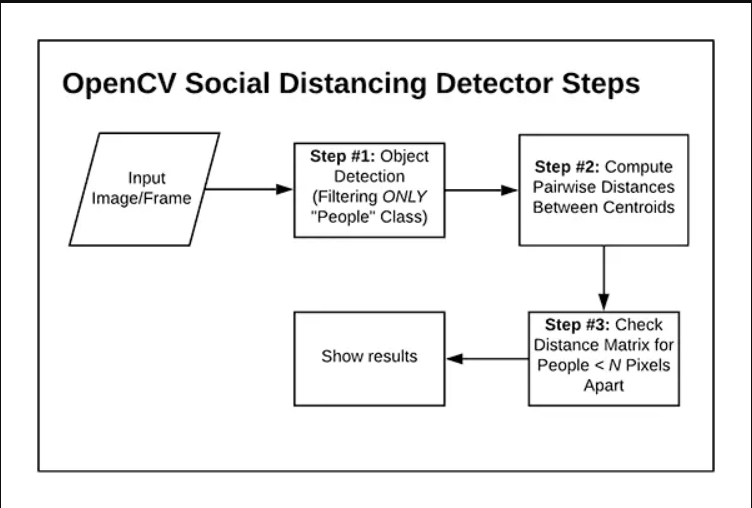 OpenCV Social Distancing Detector Steps
Input
Image/Frame
Step #1: Object
Detection
(Filtering ONLY
"People" Class)
Step #2: Compute
Pairwise Distances
Between Centroids
Step #3: Check
Distance Matrix for
People < N Pixels
Apart
Show results